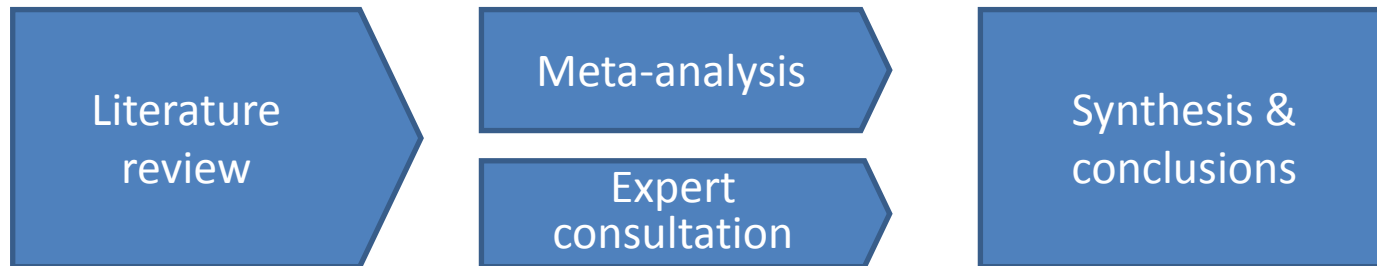 Literature
review
Meta-analysis
Expert
consultation
Synthesis &
conclusions